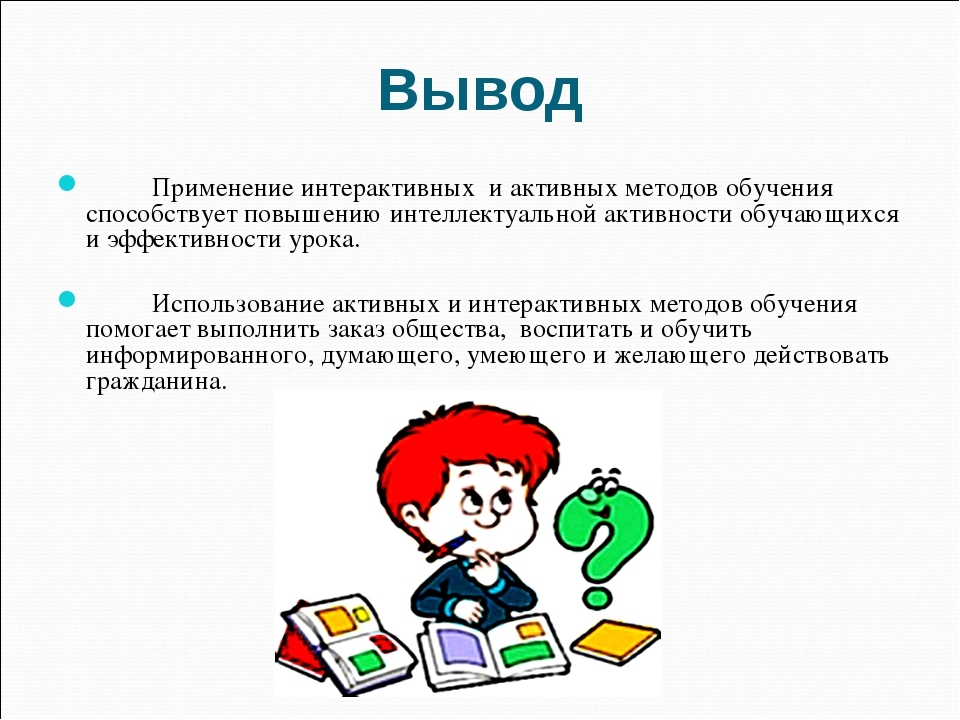 Вывод
Применение интерактивных и активных методов обучения
способствует повышению интеллектуальной активности обучающихся
и эффективности урока.
Использование активных и интерактивных методов обучения
помогает выполнить заказ общества, воспитать и обучить
информированного, думающего, умеющего и желающего действовать
гражданина.